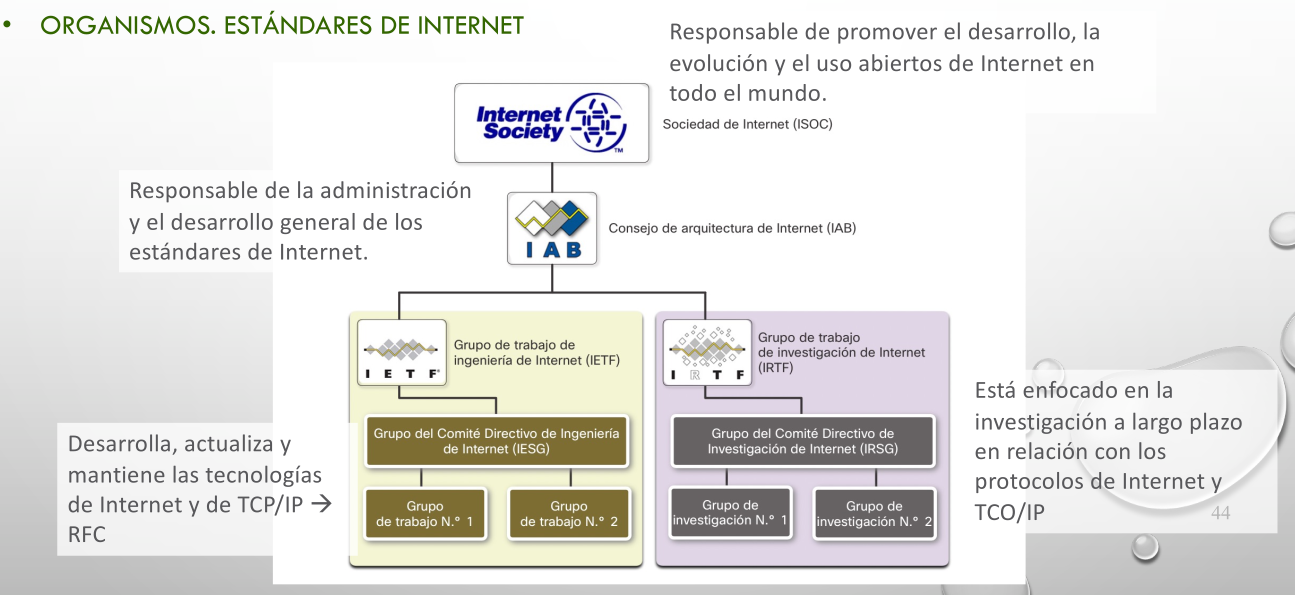 • ORGANISMOS. ESTÁNDARES DE INTERNET
Responsable de promover el desarrollo, la
evolución y el uso abiertos de Internet en
todo el mundo.
Internet
Society
TM
Sociedad de Internet (ISOC)
Responsable de la administración
y el desarrollo general de los
estándares de Internet.
I A B
Consejo de arquitectura de Internet (IAB)
I E T F®
Grupo de trabajo de
ingeniería de Internet (IETF)
I R T F
Grupo de trabajo
de investigación de Internet
(IRTF)
Grupo del Comité Directivo de Ingeniería
de Internet (IESG)
Grupo
de trabajo N.° 1
Grupo
de trabajo N.° 2
Grupo del Comité Directivo de
Investigación de Internet (IRSG)
Grupo de
investigación N.° 1
Grupo de
investigación N.° 2
Desarrolla, actualiza y
mantiene las tecnologías
de Internet y de TCP/IP →
RFC
Está enfocado en la
investigación a largo plazo
en relación con los
protocolos de Internet y
TCO/IP
44